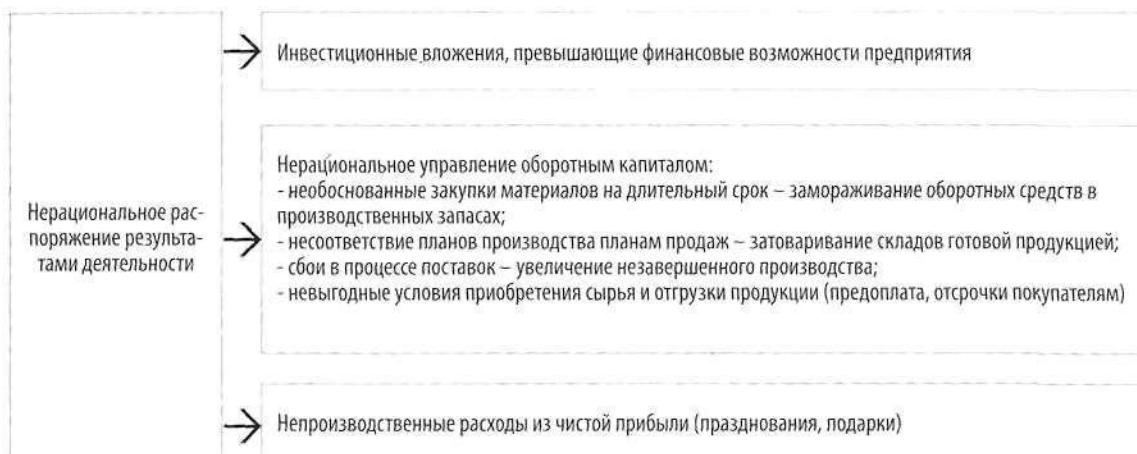 Инвестиционные вложения, превышающие финансовые возможности предприятия
Нерациональное рас-
поряжение результа-
тами деятельности
Нерациональное управление оборотным капиталом:
- необоснованные закупки материалов на длительный срок – замораживание оборотных средств в
производственных запасах;
- несоответствие планов производства планам продаж – затоваривание складов готовой продукцией;
- сбои в процессе поставок – увеличение незавершенного производства;
- невыгодные условия приобретения сырья и отгрузки продукции (предоплата, отсрочки покупателям)
Непроизводственные расходы из чистой прибыли (празднования, подарки)